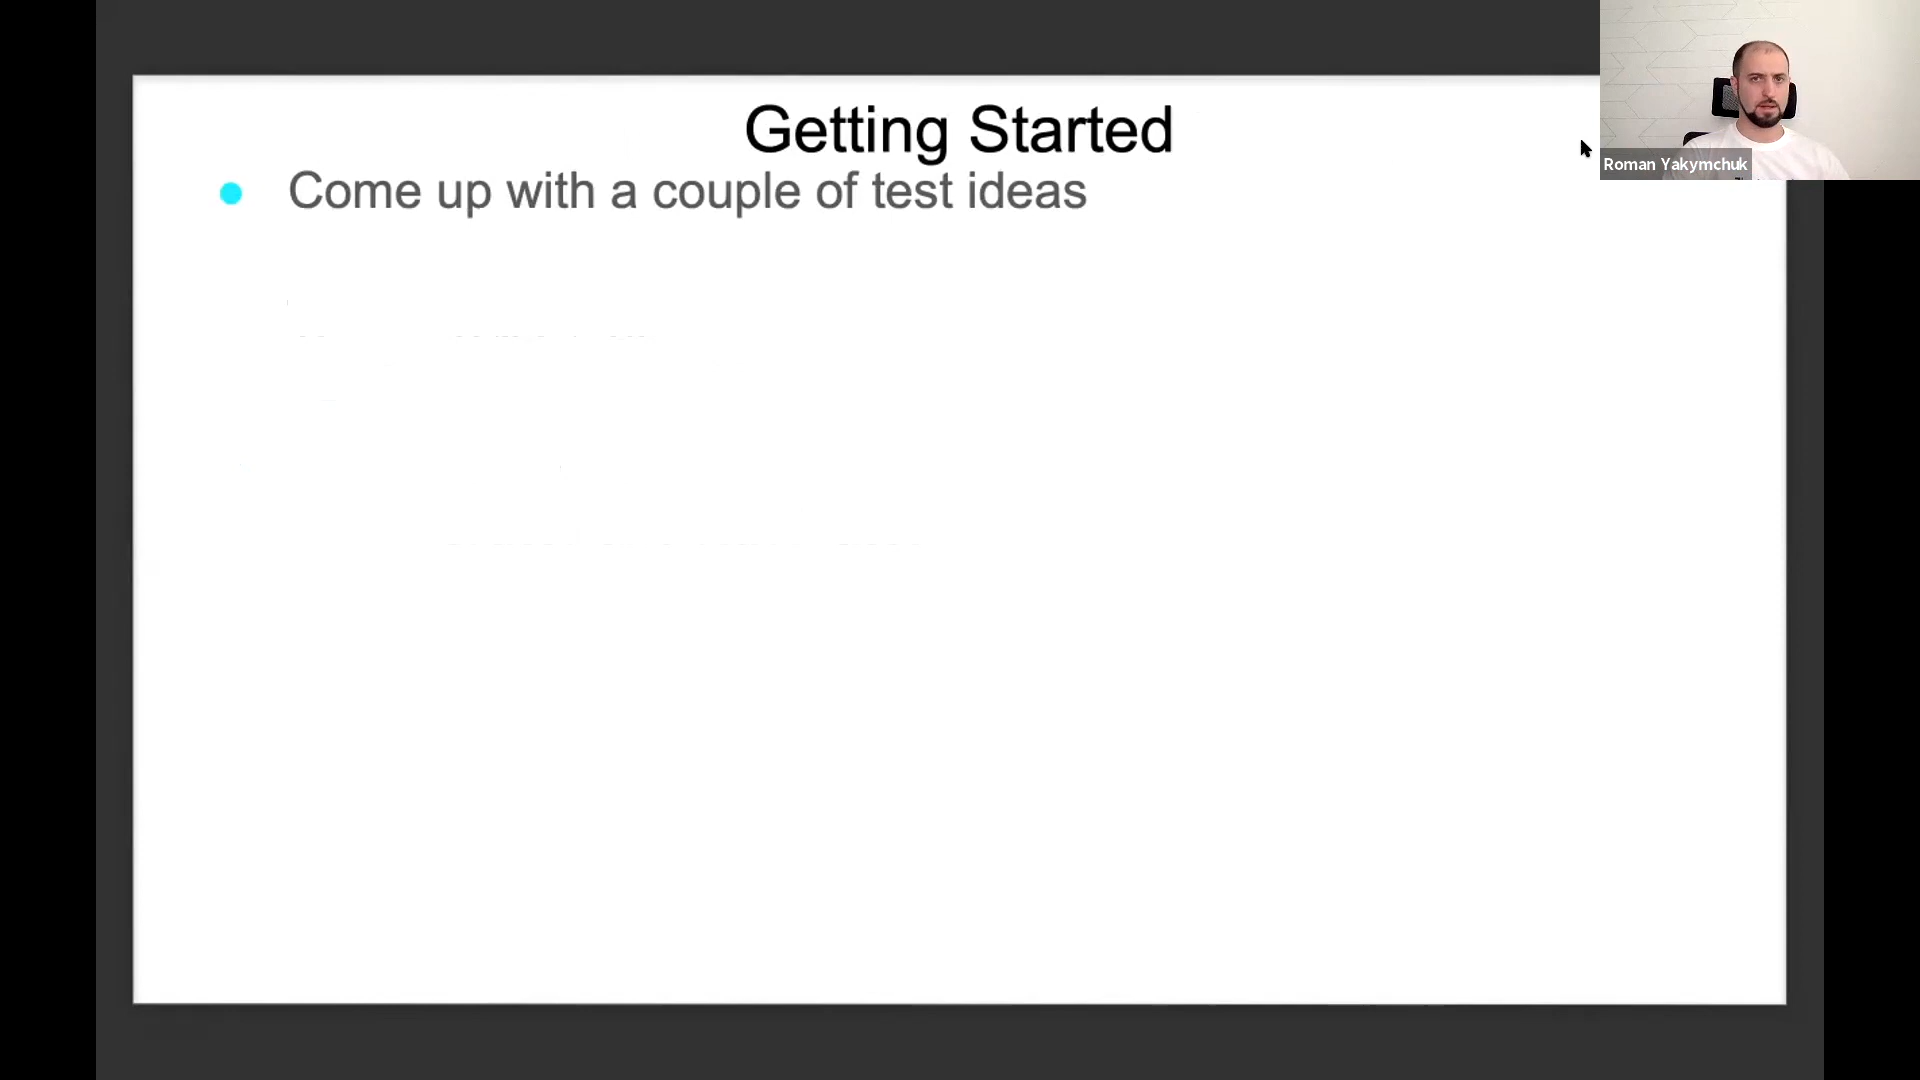 Getting Started
Come up with a couple of test ideas
Roman Yakymchuk